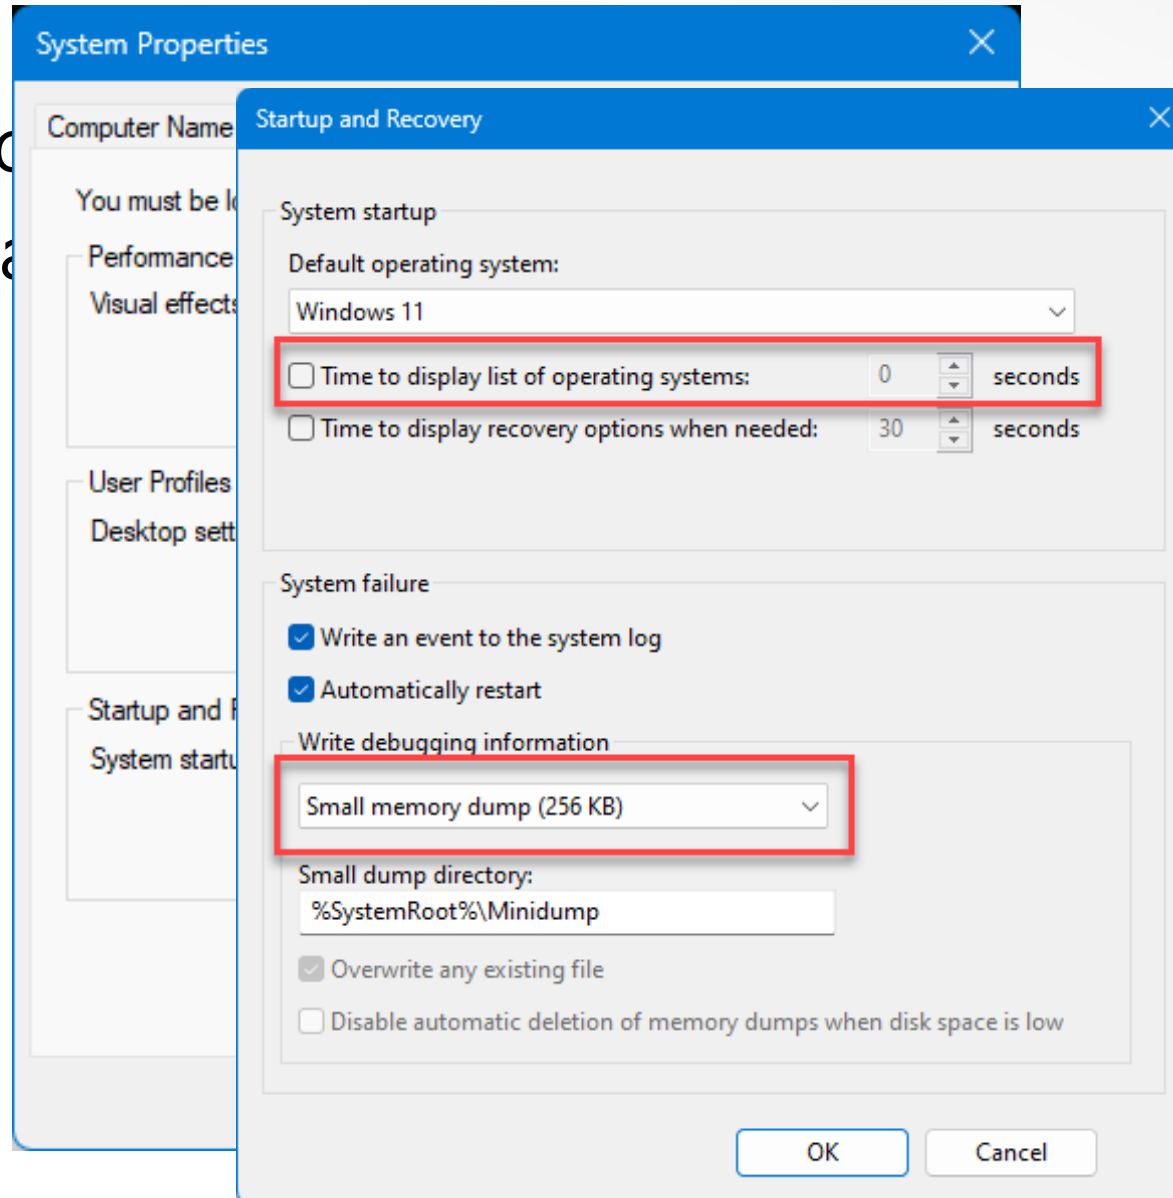 System Properties
Computer Name
You must be
Performance
Visual effects
User Profiles
Desktop
Startup and
System
Startup and Recovery
System startup
Default operating system:
Windows 11
Time to display list of operating systems: 0 seconds
Time to display recovery options when needed: 30 seconds
System failure
Write an event to the system log
Automatically restart
Write debugging information
Small memory dump (256 KB)
Small dump directory:
%SystemRoot%\Minidump
Overwrite any existing file
Disable automatic deletion of memory dumps when disk space is low
OK Cancel